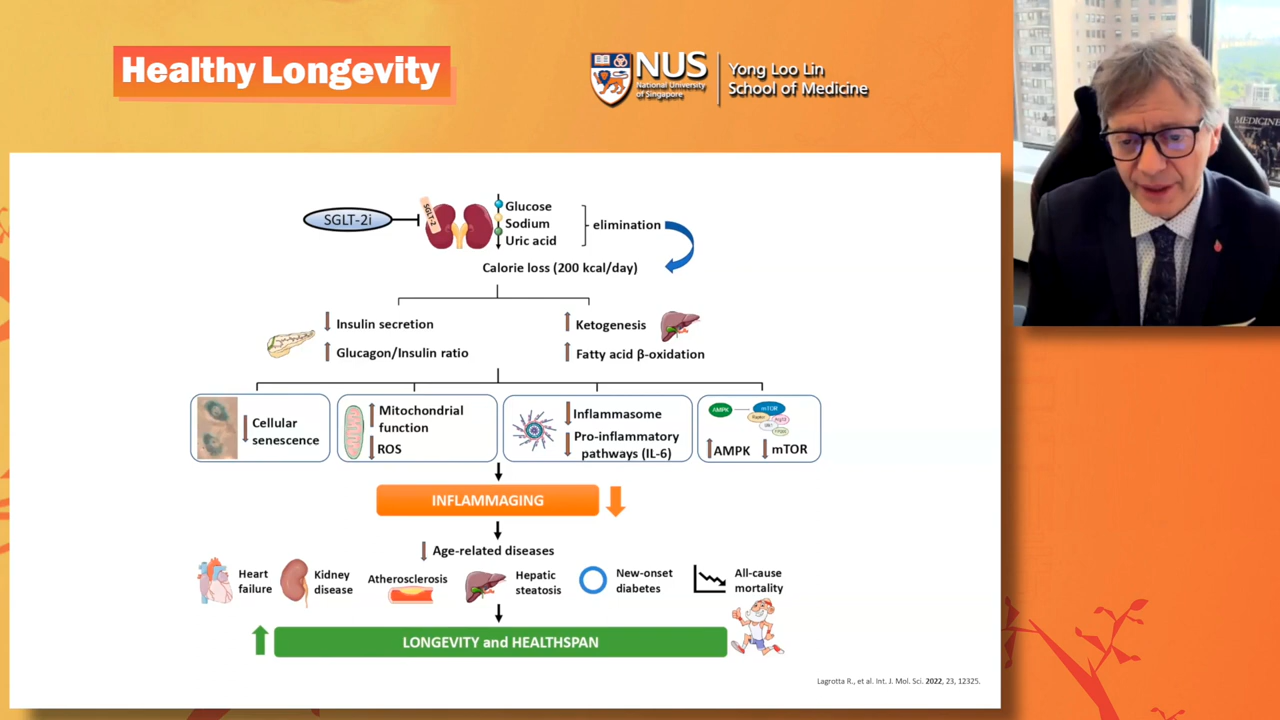 Healthy Longevity
NUS
National University
of Singapore
Yong Loo Lin
School of Medicine
MEDICINE
SGLT-2i
SGLT-2
Glucose
Sodium
Uric acid
elimination
Calorie loss (200 kcal/day)
Insulin secretion
Glucagon/Insulin ratio
Ketogenesis
Fatty acid β-oxidation
Cellular
senescence
Mitochondrial
function
ROS
Inflammasome
Pro-inflammatory
pathways (IL-6)
AMPK
mTOR
AMPK
mTOR
INFLAMMAGING
Age-related diseases
Heart
failure
Kidney
disease
Atherosclerosis
Hepatic
steatosis
New-onset
diabetes
All-cause
mortality
LONGEVITY and HEALTHSPAN
Lagrotta R., et al. Int. J. Mol. Sci. 2022, 23, 12325.